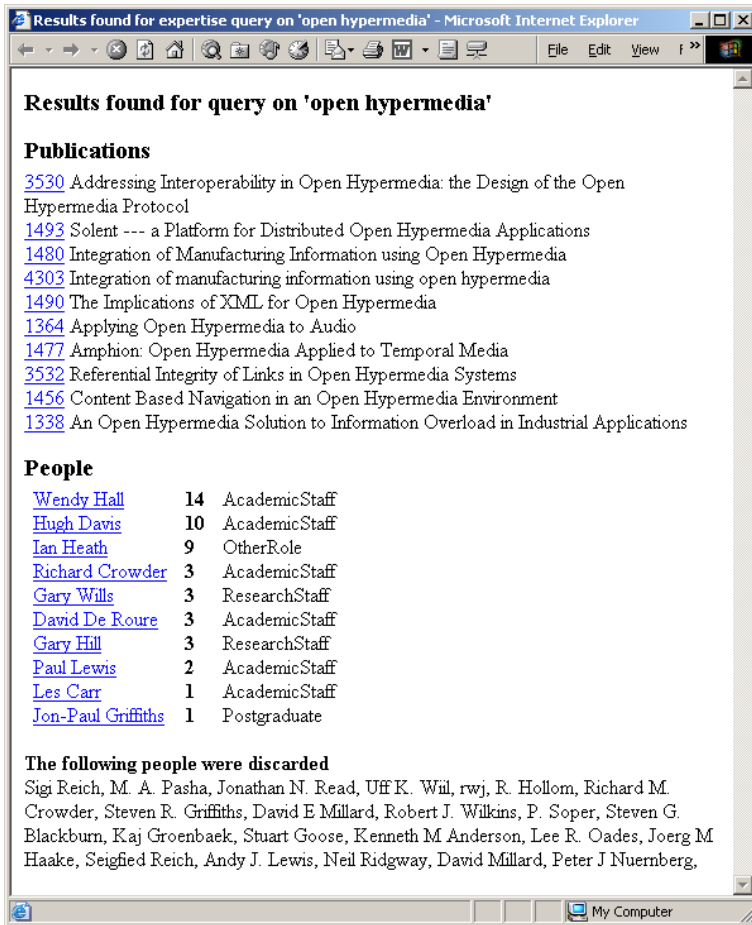 Results found for expertise query on 'open hypermedia' - Microsoft Internet Explorer
File Edit View F »
Results found for query on 'open hypermedia'
Publications
3530 Addressing Interoperability in Open Hypermedia: the Design of the Open
Hypermedia Protocol
1493 Solent --- a Platform for Distributed Open Hypermedia Applications
1480 Integration of Manufacturing Information using Open Hypermedia
4303 Integration of manufacturing information using open hypermedia
1490 The Implications of XML for Open Hypermedia
1364 Applying Open Hypermedia to Audio
1477 Amphion: Open Hypermedia Applied to Temporal Media
3532 Referential Integrity of Links in Open Hypermedia Systems
1456 Content Based Navigation in an Open Hypermedia Environment
1338 An Open Hypermedia Solution to Information Overload in Industrial Applications
People
Wendy Hall 14 AcademicStaff
Hugh Davis 10 AcademicStaff
Ian Heath 9 OtherRole
Richard Crowder 3 AcademicStaff
Gary Wills 3 ResearchStaff
David De Roure 3 AcademicStaff
Gary Hill 3 ResearchStaff
Paul Lewis 2 AcademicStaff
Les Carr 1 AcademicStaff
Jon-Paul Griffiths 1 Postgraduate
The following people were discarded
Sigi Reich, M. A. Pasha, Jonathan N. Read, Uff K. Wiil, rwj, R. Hollom, Richard M.
Crowder, Steven R. Griffiths, David E Millard, Robert J. Wilkins, P. Soper, Steven G.
Blackburn, Kaj Groenbaek, Stuart Goose, Kenneth M Anderson, Lee R. Oades, Joerg M
Haake, Seigfied Reich, Andy J. Lewis, Neil Ridgway, David Millard, Peter J Nuernberg,
My Computer